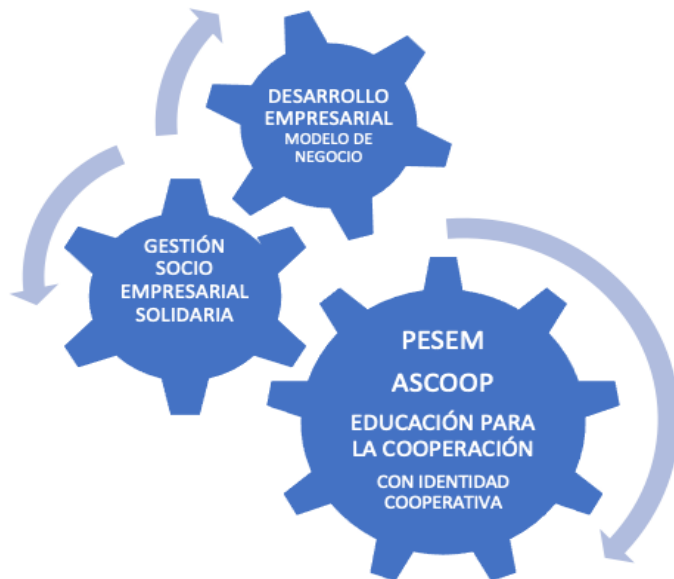 DESARROLLO
EMPRESARIAL
MODELO DE
NEGOCIO
GESTIÓN
SOCIO
EMPRESARIAL
SOLIDARIA
PESEM
ASCOOP
EDUCACIÓN PARA
LA COOPERACIÓN
CON IDENTIDAD
COOPERATIVA